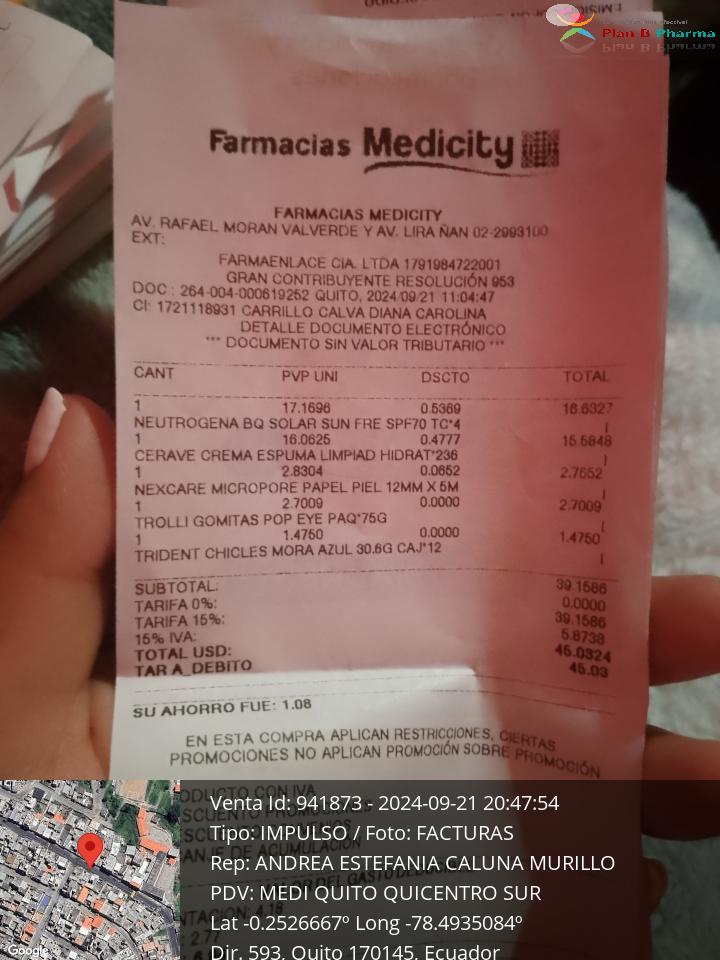 Plan B Pharma
Farmacias Medicity
FARMACIAS MEDICITY
AV. RAFAEL MORAN VALVERDE Y AV. LIRA ÑAN 02-2993100
EXT:
FARMAENLACE CIA. LTDA 1791984722001
GRAN CONTRIBUYENTE RESOLUCIÓN 953
DOC : 264-004-000619252 QUITO, 2024/09/21 11:04:47
CI: 1721118931 CARRILLO CALVA DIANA CAROLINA
DETALLE DOCUMENTO ELECTRÓNICO
*** DOCUMENTO SIN VALOR TRIBUTARIO ***
CANT PVP UNI DSCTO TOTAL
1 17.1696 0.5369 16.6327
NEUTROGENA BQ SOLAR SUN FRE SPF70 TC*4 I
1 16.0625 0.4777 15.5848
CERAVE CREMA ESPUMA LIMPIAD HIDRAT*236 I
1 2.8304 0.0652 2.7652
NEXCARE MICROPORE PAPEL PIEL 12MM X 5M I
1 2.7009 0.0000 2.7009
TROLLI GOMITAS POP EYE PAQ*75G I
1 1.4750 0.0000 1.4750
TRIDENT CHICLES MORA AZUL 30.6G CAJ*12 I
SUBTOTAL: 39.1586
TARIFA 0%: 0.0000
TARIFA 15%: 39.1586
15% IVA: 5.8738
TOTAL USD: 45.0324
TAR A_DEBITO 45.03
SU AHORRO FUE: 1.08
EN ESTA COMPRA APLICAN RESTRICCIONES, CIERTAS
PROMOCIONES NO APLICAN PROMOCIÓN SOBRE PROMOCIÓN
Venta Id: 941873 - 2024-09-21 20:47:54
Tipo: IMPULSO / Foto: FACTURAS
Rep: ANDREA ESTEFANIA CALUNA MURILLO
PDV: MEDI QUITO QUICENTRO SUR
Lat -0.2526667º Long -78.4935084º
Dir. 593, Quito 170145, Ecuador
Google